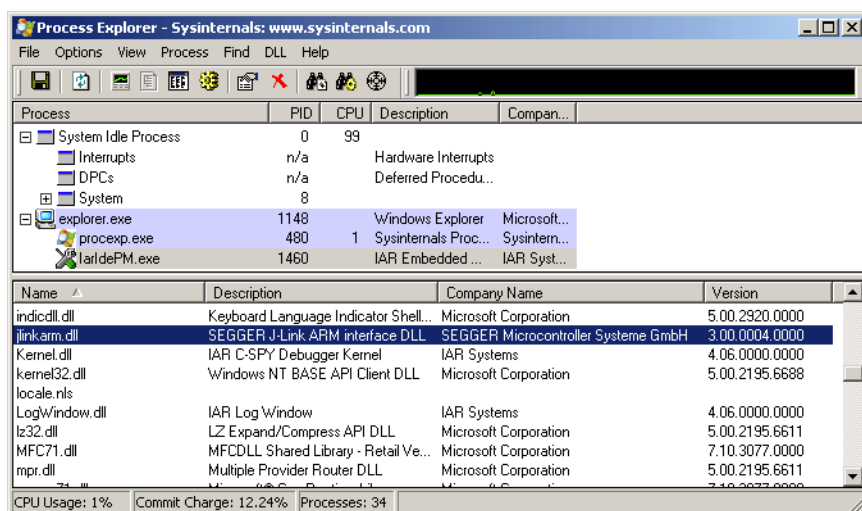 Process Explorer - Sysinternals: www.sysinternals.com
File Options View Process Find DLL Help
Process PID CPU Description Compan...
System Idle Process 0 99
Interrupts n/a Hardware Interrupts
DPCs n/a Deferred Procedu...
System 8
explorer.exe 1148 Windows Explorer Microsoft...
procexp.exe 480 1 Sysinternals Proc... Sysintern...
IarIdePM.exe 1460 IAR Embedded ... IAR Syst...
Name Description Company Name Version
indicdll.dll Keyboard Language Indicator Shell... Microsoft Corporation 5.00.2920.0000
jlinkarm.dll SEGGER J-Link ARM interface DLL SEGGER Microcontroller Systeme GmbH 3.00.0004.0000
Kernel.dll IAR C-SPY Debugger Kernel IAR Systems 4.06.0000.0000
kernel32.dll Windows NT BASE API Client DLL Microsoft Corporation 5.00.2195.6688
locale.nls
LogWindow.dll IAR Log Window IAR Systems 4.06.0000.0000
lz32.dll LZ Expand/Compress API DLL Microsoft Corporation 5.00.2195.6611
MFC71.dll MFCDLL Shared Library - Retail Ve... Microsoft Corporation 7.10.3077.0000
mpr.dll Multiple Provider Router DLL Microsoft Corporation 5.00.2195.6611
CPU Usage: 1% Commit Charge: 12.24% Processes: 34